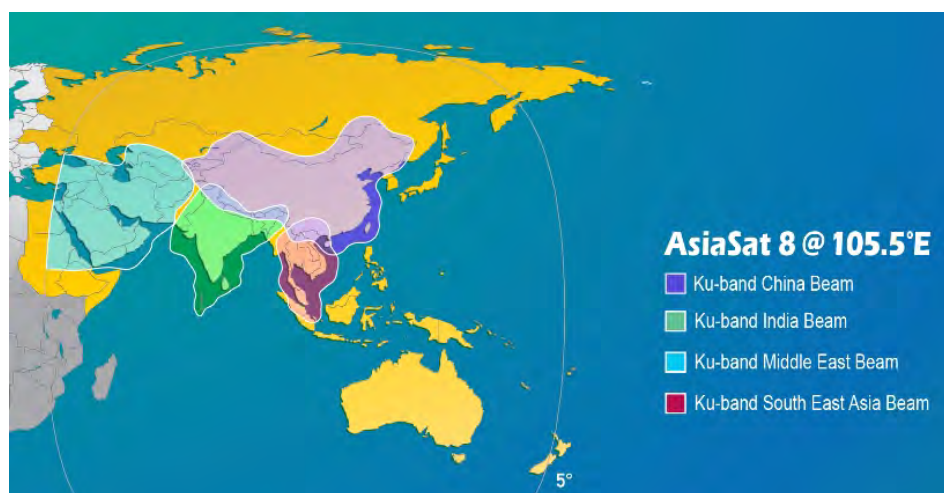 AsiaSat 8 @ 105.5°E
Ku-band China Beam
Ku-band India Beam
Ku-band Middle East Beam
Ku-band South East Asia Beam
5°